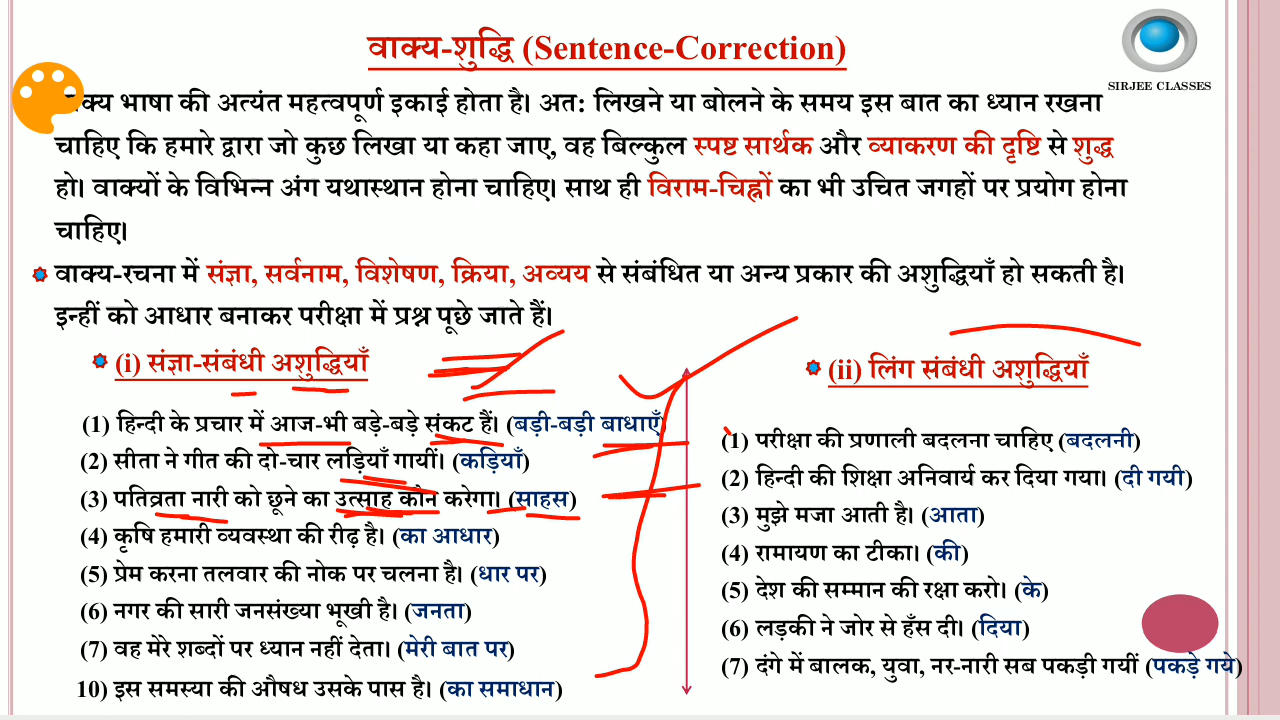 वाक्य-शुद्धि (Sentence-Correction)
SIRJEE CLASSES
क्य भाषा की अत्यंत महत्वपूर्ण इकाई होता है। अत: लिखने या बोलने के समय इस बात का ध्यान रखना
चाहिए कि हमारे द्वारा जो कुछ लिखा या कहा जाए, वह बिल्कुल स्पष्ट सार्थक और व्याकरण की दृष्टि से शुद्ध
हो। वाक्यों के विभिन्न अंग यथास्थान होना चाहिए। साथ ही विराम-चिह्नों का भी उचित जगहों पर प्रयोग होना
चाहिए।
वाक्य-रचना में संज्ञा, सर्वनाम, विशेषण, क्रिया, अव्यय से संबंधित या अन्य प्रकार की अशुद्धियाँ हो सकती है।
इन्हीं को आधार बनाकर परीक्षा में प्रश्न पूछे जाते हैं।
(i) संज्ञा-संबंधी अशुद्धियाँ
(1) हिन्दी के प्रचार में आज-भी बड़े-बड़े संकट हैं। (बड़ी-बड़ी बाधाएँ)
(2) सीता ने गीत की दो-चार लड़ियाँ गायीं। (कड़ियाँ)
(3) पतिव्रता नारी को छूने का उत्साह कौन करेगा। (साहस)
(4) कृषि हमारी व्यवस्था की रीढ़ है। (का आधार)
(5) प्रेम करना तलवार की नोक पर चलना है। (धार पर)
(6) नगर की सारी जनसंख्या भूखी है। (जनता)
(7) वह मेरे शब्दों पर ध्यान नहीं देता। (मेरी बात पर)
10) इस समस्या की औषध उसके पास है। (का समाधान)
(ii) लिंग संबंधी अशुद्धियाँ
(1) परीक्षा की प्रणाली बदलना चाहिए (बदलनी)
(2) हिन्दी की शिक्षा अनिवार्य कर दिया गया। (दी गयी)
(3) मुझे मजा आती है। (आता)
(4) रामायण का टीका। (की)
(5) देश की सम्मान की रक्षा करो। (के)
(6) लड़की ने जोर से हँस दी। (दिया)
(7) दंगे में बालक, युवा, नर-नारी सब पकड़ी गयीं (पकड़े गये)